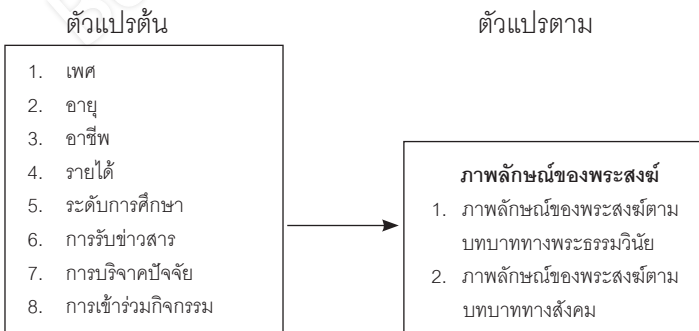 ตัวแปรต้น
ตัวแปรตาม
1. เพศ
2. อายุ
3. อาชีพ
4. รายได้
5. ระดับการศึกษา
6. การรับข่าวสาร
7. การบริจาคปัจจัย
8. การเข้าร่วมกิจกรรม
ภาพลักษณ์ของพระสงฆ์
1. ภาพลักษณ์ของพระสงฆ์ตาม
บทบาททางพระธรรมวินัย
2. ภาพลักษณ์ของพระสงฆ์ตาม
บทบาททางสังคม